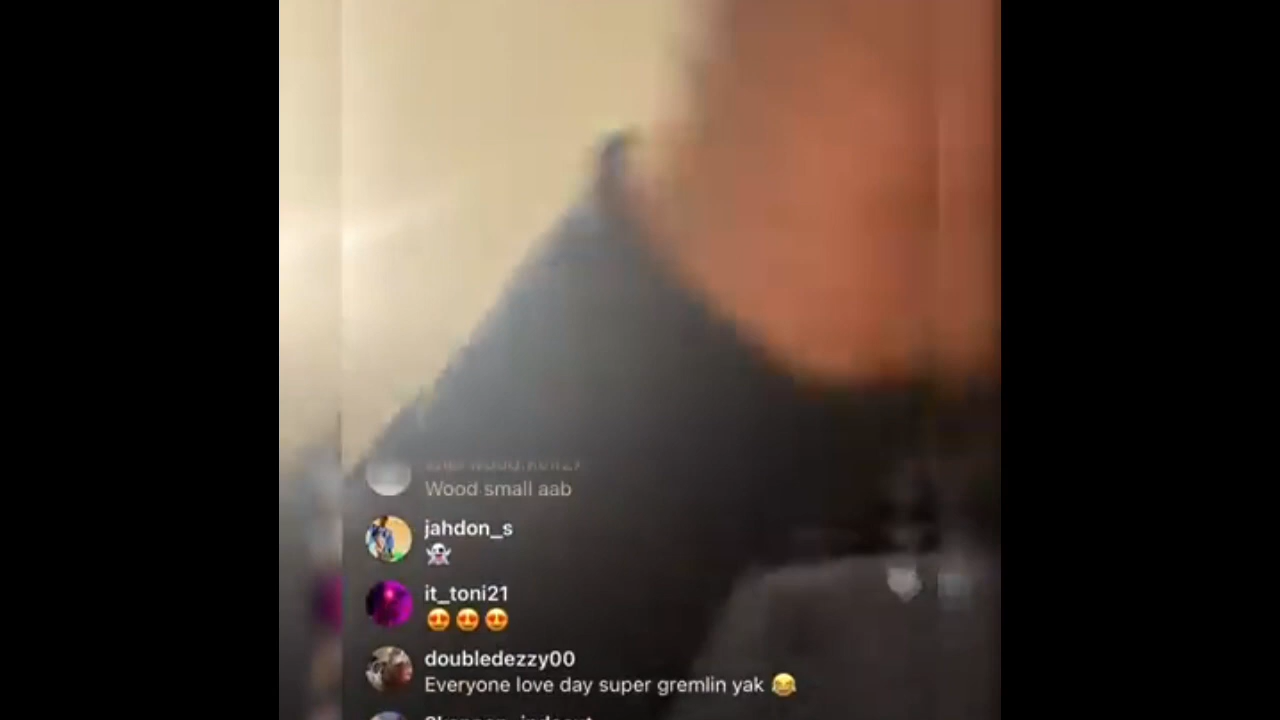 Wood small aab
jahdon_s
👻
it_toni21
😍😍😍
doubledezzy00
Everyone love day super gremlin yak 😂